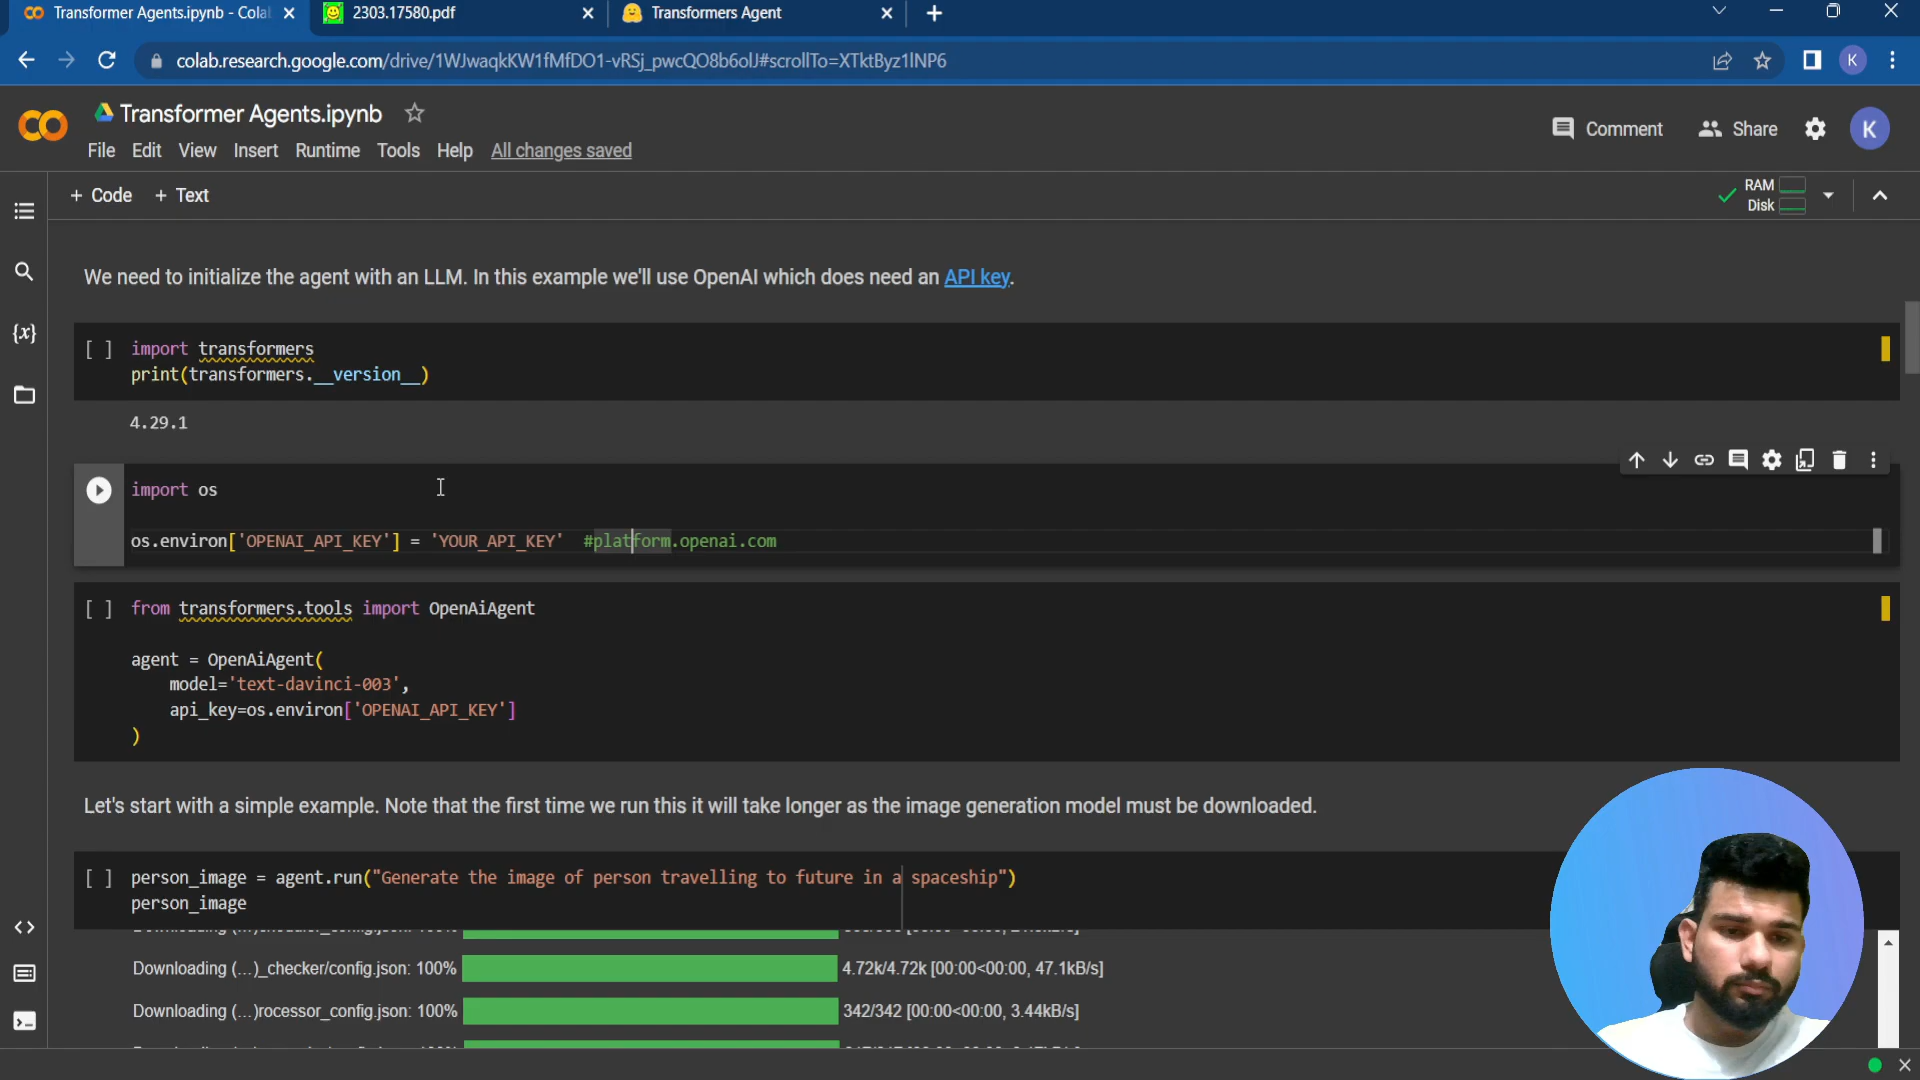 Transformer Agents.ipynb - Cola
2303.17580.pdf
Transformers Agent
colab.research.google.com/drive/1WJwaqkKW1fMfDO1-vRSj_pwcQO8b6olJ#scrollTo=XTktByz1lNP6
K
Transformer Agents.ipynb
Comment
Share
K
File Edit View Insert Runtime Tools Help All changes saved
+ Code + Text
RAM
Disk
We need to initialize the agent with an LLM. In this example we'll use OpenAI which does need an API key.
[ ] import transformers
print(transformers.__version__)
4.29.1
import os
os.environ['OPENAI_API_KEY'] = 'YOUR_API_KEY' #platform.openai.com
[ ] from transformers.tools import OpenAiAgent
agent = OpenAiAgent(
model='text-davinci-003',
api_key=os.environ['OPENAI_API_KEY']
)
Let's start with a simple example. Note that the first time we run this it will take longer as the image generation model must be downloaded.
[ ] person_image = agent.run("Generate the image of person travelling to future in a spaceship")
person_image
Downloading (…)_checker/config.json: 100% 4.72k/4.72k [00:00<00:00, 47.1kB/s]
Downloading (…)rocessor_config.json: 100% 342/342 [00:00<00:00, 3.44kB/s]